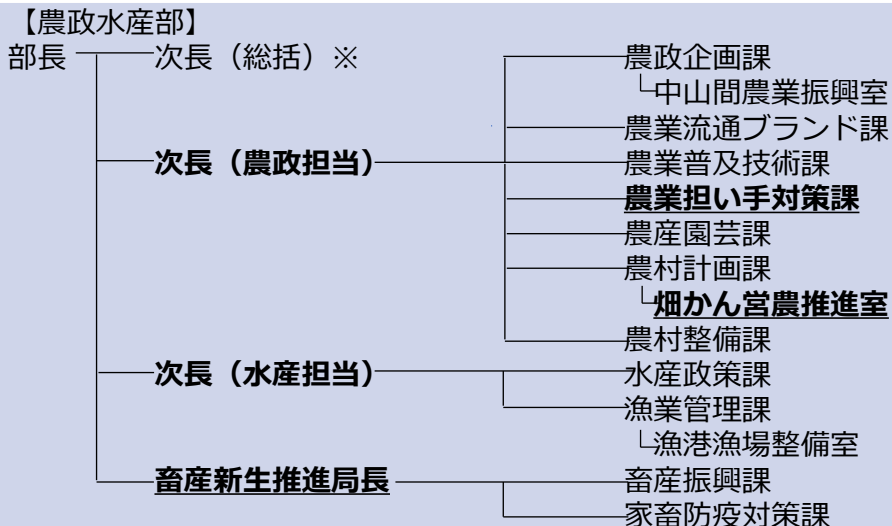 【農政水産部】
部長 次長（総括）※ 農政企画課
中山間農業振興室
農業流通ブランド課
次長（農政担当） 農業普及技術課
農業担い手対策課
農産園芸課
農村計画課
畑かん営農推進室
農村整備課
次長（水産担当） 水産政策課
漁業管理課
漁港漁場整備室
畜産新生推進局長 畜産振興課
家畜防疫対策課